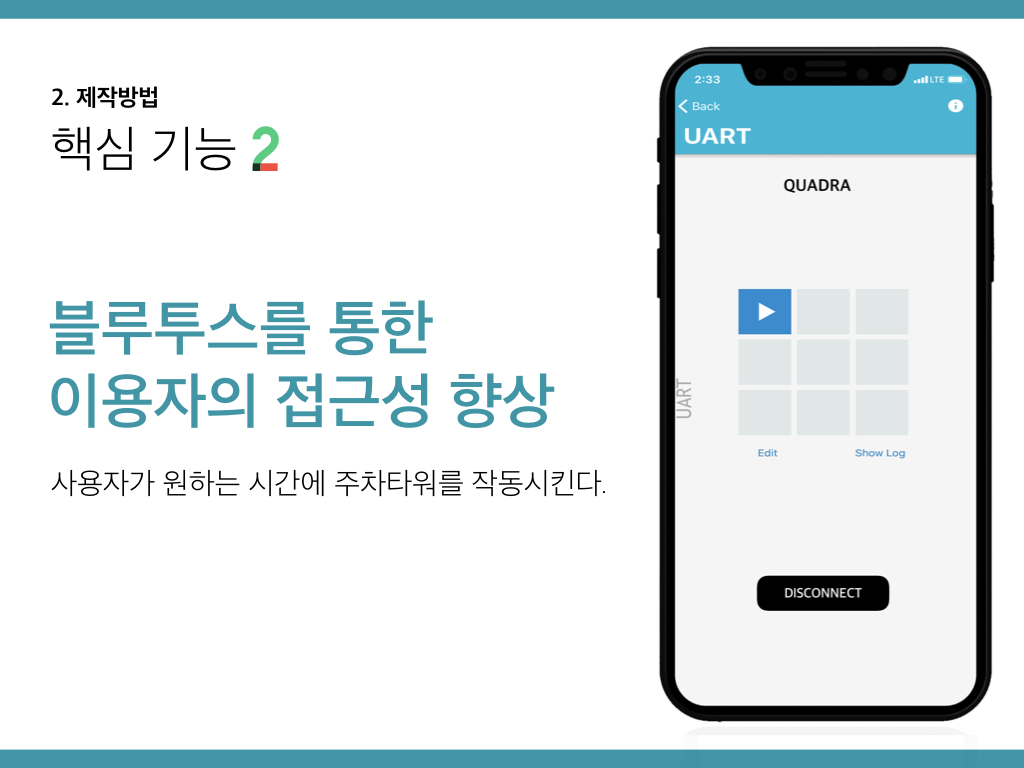 2. 제작방법
핵심 기능 2
블루투스를 통한
이용자의 접근성 향상
사용자가 원하는 시간에 주차타워를 작동시킨다.
2:33
LTE
Back
UART
QUADRA
UART
Edit
Show Log
DISCONNECT